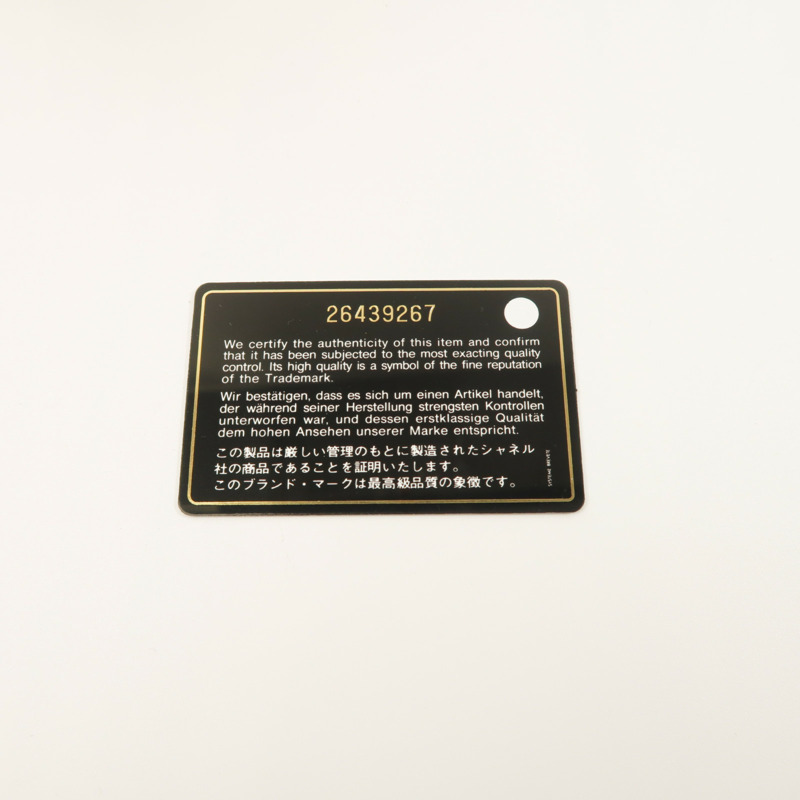 26439267
We certify the authenticity of this item and confirm
that it has been subjected to the most exacting quality
control. Its high quality is a symbol of the fine reputation
of the Trademark.
Wir bestätigen, dass es sich um einen Artikel handelt,
der während seiner Herstellung strengsten Kontrollen
unterworfen war, und dessen erstklassige Qualität
dem hohen Ansehen unserer Marke entspricht.
この製品は厳しい管理のもとに製造されたシャネル
社の商品であることを証明いたします。
このブランド・マークは最高級品質の象徴です。